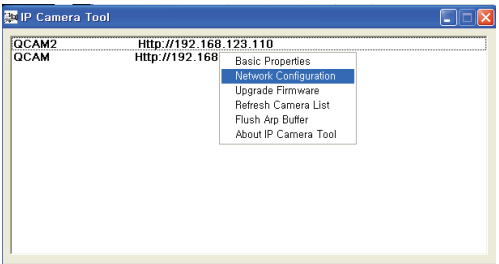 IP Camera Tool
QCAM2 Http://192.168.123.110
QCAM Http://192.168
Basic Properties
Network Configuration
Upgrade Firmware
Refresh Camera List
Flush Arp Buffer
About IP Camera Tool